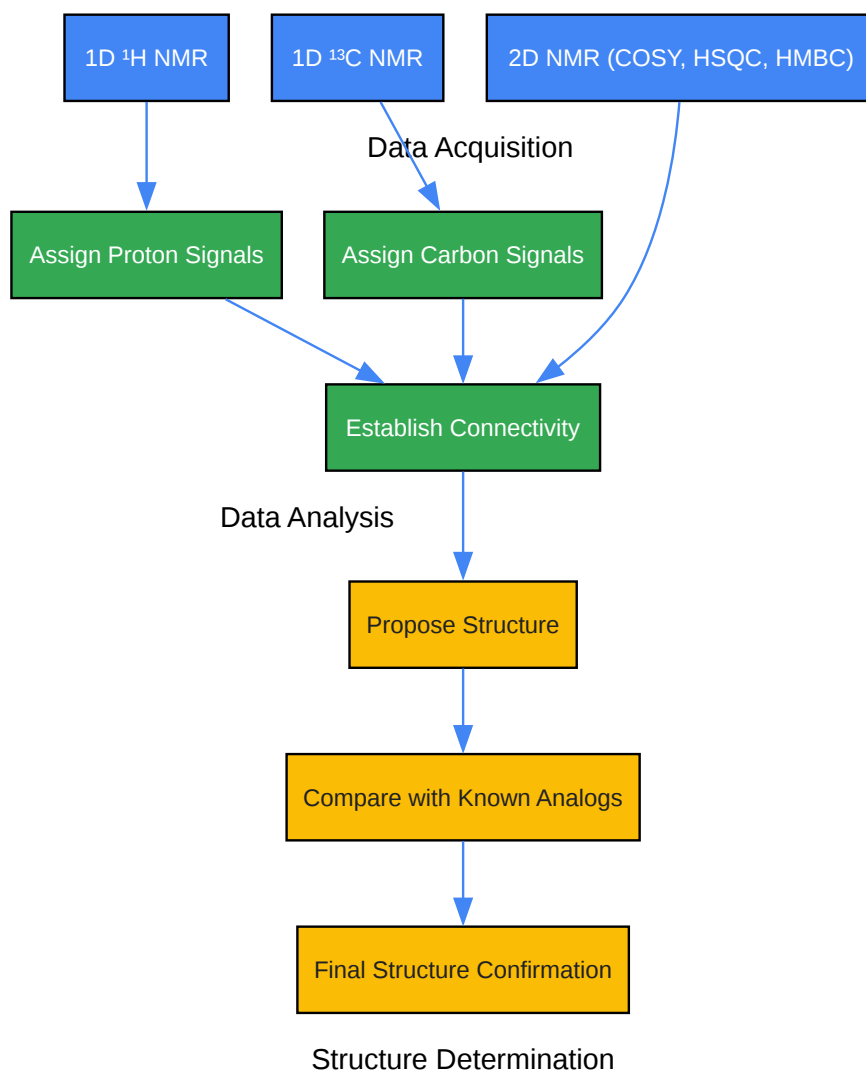 1D ¹H NMR
1D ¹³C NMR
2D NMR (COSY, HSQC, HMBC)
Data Acquisition
Assign Proton Signals
Assign Carbon Signals
Establish Connectivity
Data Analysis
Propose Structure
Compare with Known Analogs
Final Structure Confirmation
Structure Determination